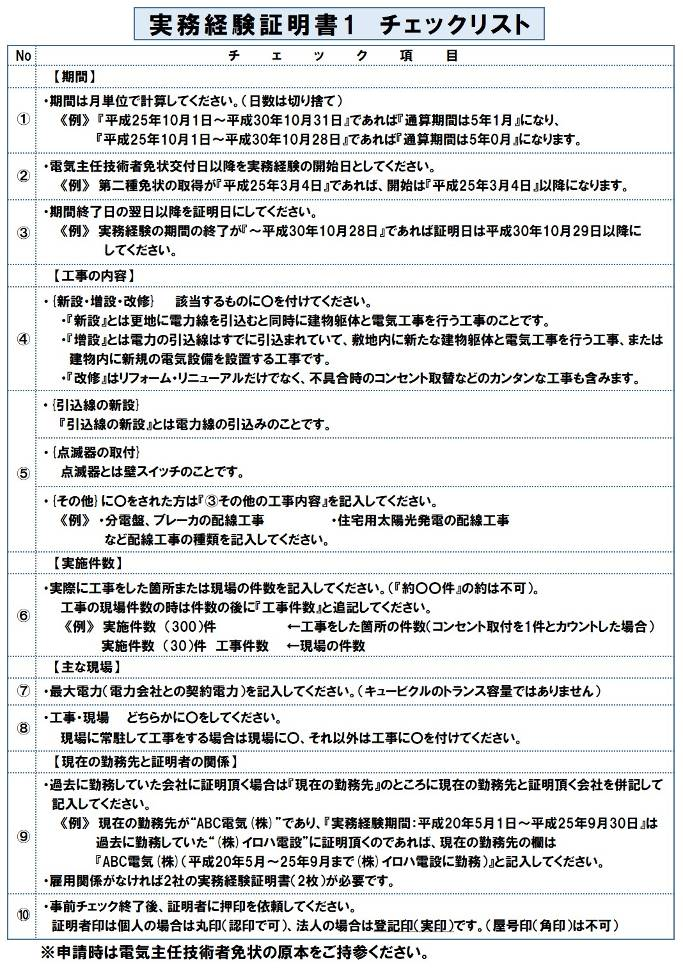 実務経験証明書1　チェックリスト
No　チェック項目
【期間】
①
・期間は月単位で計算してください。(日数は切り捨て)
《例》『平成25年10月1日～平成30年10月31日』であれば『通算期間は5年1月』になり、
『平成25年10月1日～平成30年10月28日』であれば『通算期間は5年0月』になります。
②
・電気主任技術者免状交付日以降を実務経験の開始日としてください。
《例》 第二種免状の取得が『平成25年3月4日』であれば、開始は『平成25年3月4日』以降になります。
③
・期間終了日の翌日以降を証明日にしてください。
《例》 実務経験の期間の終了が『～平成30年10月28日』であれば証明日は平成30年10月29日以降に
してください。
【工事の内容】
④
・{新設・増設・改修}　該当するものに〇を付けてください。
・『新設』とは更地に電力線を引込むと同時に建物躯体と電気工事を行う工事のことです。
・『増設』とは電力の引込線はすでに引込まれていて、敷地内に新たな建物躯体と電気工事を行う工事、または
建物内に新規の電気設備を設置する工事です。
・『改修』はリフォーム・リニューアルだけでなく、不具合時のコンセント取替などのカンタンな工事も含みます。
⑤
・{引込線の新設}
『引込線の新設』とは電力線の引込みのことです。
・{点滅器の取付}
点滅器とは壁スイッチのことです。
・{その他}に〇をされた方は『③その他の工事内容』を記入してください。
《例》 ・分電盤、ブレーカの配線工事　・住宅用太陽光発電の配線工事
など配線工事の種類を記入してください。
【実施件数】
⑥
・実際に工事をした箇所または現場の件数を記入してください。(『約〇〇件』の約は不可)。
工事の現場件数の時は件数の後に『工事件数』と追記してください。
《例》 実施件数 (300)件　←工事をした箇所の件数(コンセント取付を1件とカウントした場合)
実施件数 (30)件 工事件数　←現場の件数
【主な現場】
⑦
・最大電力(電力会社との契約電力)を記入してください。(キュービクルのトランス容量ではありません)
⑧
・工事・現場　どちらかに〇をしてください。
現場に常駐して工事をする場合は現場に〇、それ以外は工事に〇を付けてください。
【現在の勤務先と証明者の関係】
⑨
・過去に勤務していた会社に証明頂く場合は『現在の勤務先』のところに現在の勤務先と証明頂く会社を併記して
記入してください。
《例》 現在の勤務先が“ABC電気(株)”であり、『実務経験期間：平成20年5月1日～平成25年9月30日』は
過去に勤務していた“(株)イロハ電設”に証明頂くのであれば、現在の勤務先の欄は
『ABC電気(株)(平成20年5月～25年9月まで(株)イロハ電設に勤務)』と記入してください。
・雇用関係がなければ2社の実務経験証明書(2枚)が必要です。
⑩
・事前チェック終了後、証明者に押印を依頼してください。
証明者印は個人の場合は丸印(認印で可)、法人の場合は登記印(実印)です。(屋号印(角印)は不可)
※申請時は電気主任技術者免状の原本をご持参ください。